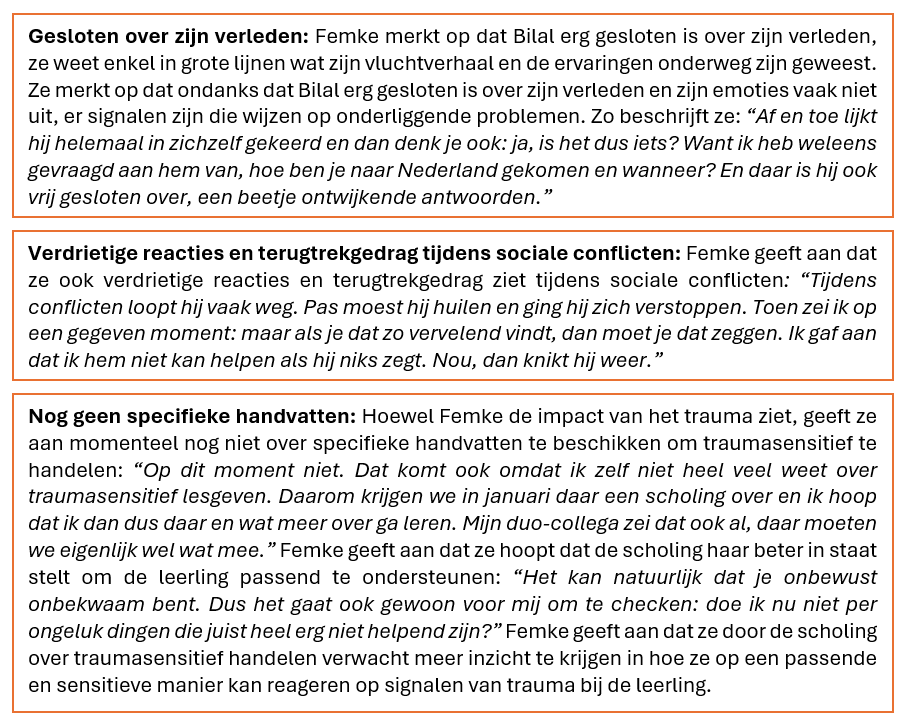 Gesloten over zijn verleden: Femke merkt op dat Bilal erg gesloten is over zijn verleden,
ze weet enkel in grote lijnen wat zijn vluchtverhaal en de ervaringen onderweg zijn geweest.
Ze merkt op dat ondanks dat Bilal erg gesloten is over zijn verleden en zijn emoties vaak niet
uit, er signalen zijn die wijzen op onderliggende problemen. Zo beschrijft ze: “Af en toe lijkt
hij helemaal in zichzelf gekeerd en dan denk je ook: ja, is het dus iets? Want ik heb weleens
gevraagd aan hem van, hoe ben je naar Nederland gekomen en wanneer? En daar is hij ook
vrij gesloten over, een beetje ontwijkende antwoorden.”
Verdrietige reacties en terugtrekgedrag tijdens sociale conflicten: Femke geeft aan dat
ze ook verdrietige reacties en terugtrekgedrag ziet tijdens sociale conflicten: “Tijdens
conflicten loopt hij vaak weg. Pas moest hij huilen en ging hij zich verstoppen. Toen zei ik op
een gegeven moment: maar als je dat zo vervelend vindt, dan moet je dat zeggen. Ik gaf aan
dat ik hem niet kan helpen als hij niks zegt. Nou, dan knikt hij weer.”
Nog geen specifieke handvatten: Hoewel Femke de impact van het trauma ziet, geeft ze
aan momenteel nog niet over specifieke handvatten te beschikken om traumasensitief te
handelen: “Op dit moment niet. Dat komt ook omdat ik zelf niet heel veel weet over
traumasensitief lesgeven. Daarom krijgen we in januari daar een scholing over en ik hoop
dat ik dan dus daar en wat meer over ga leren. Mijn duo-collega zei dat ook al, daar moeten
we eigenlijk wel wat mee.” Femke geeft aan dat ze hoopt dat de scholing haar beter in staat
stelt om de leerling passend te ondersteunen: “Het kan natuurlijk dat je onbewust
onbekwaam bent. Dus het gaat ook gewoon voor mij om te checken: doe ik nu niet per
ongeluk dingen die juist heel erg niet helpend zijn?” Femke geeft aan dat ze door de scholing
over traumasensitief handelen verwacht meer inzicht te krijgen in hoe ze op een passende
en sensitieve manier kan reageren op signalen van trauma bij de leerling.